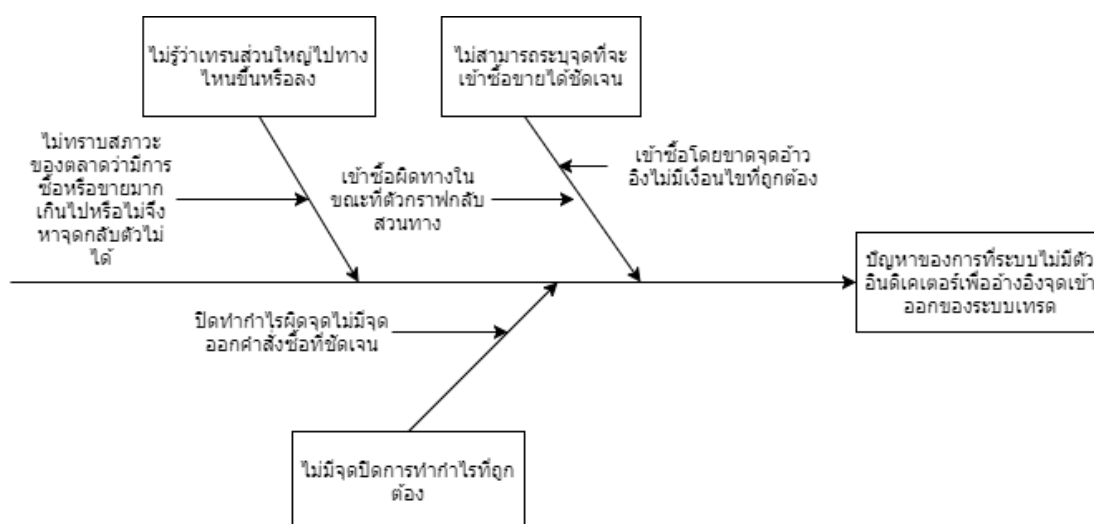 ไม่รู้ว่าเทรนส่วนใหญ่ไปทาง
ไหนขึ้นหรือลง
ไม่สามารถระบุจุดที่จะ
เข้าซื้อขายได้ชัดเจน
ไม่ทราบสภาวะ
ของตลาดว่ามีการ
ซื้อหรือขายมาก
เกินไปหรือไม่จึง
หาจุดกลับตัวไม่
ได้
เข้าซื้อผิดทางใน
ขณะที่ตัวกราฟกลับ
สวนทาง
เข้าซื้อโดยขาดจุดอ้าว
อิงไม่มีเงื่อนไขที่ถูกต้อง
ปัญหาของการที่ระบบไม่มีตัว
อินดิเคเตอร์เพื่ออ้างอิงจุดเข้า
ออกของระบบเทรด
ปิดทำกำไรผิดจุดไม่มีจุด
ออกคำสั่งซื้อที่ชัดเจน
ไม่มีจุดปิดการทำกำไรที่ถูก
ต้อง